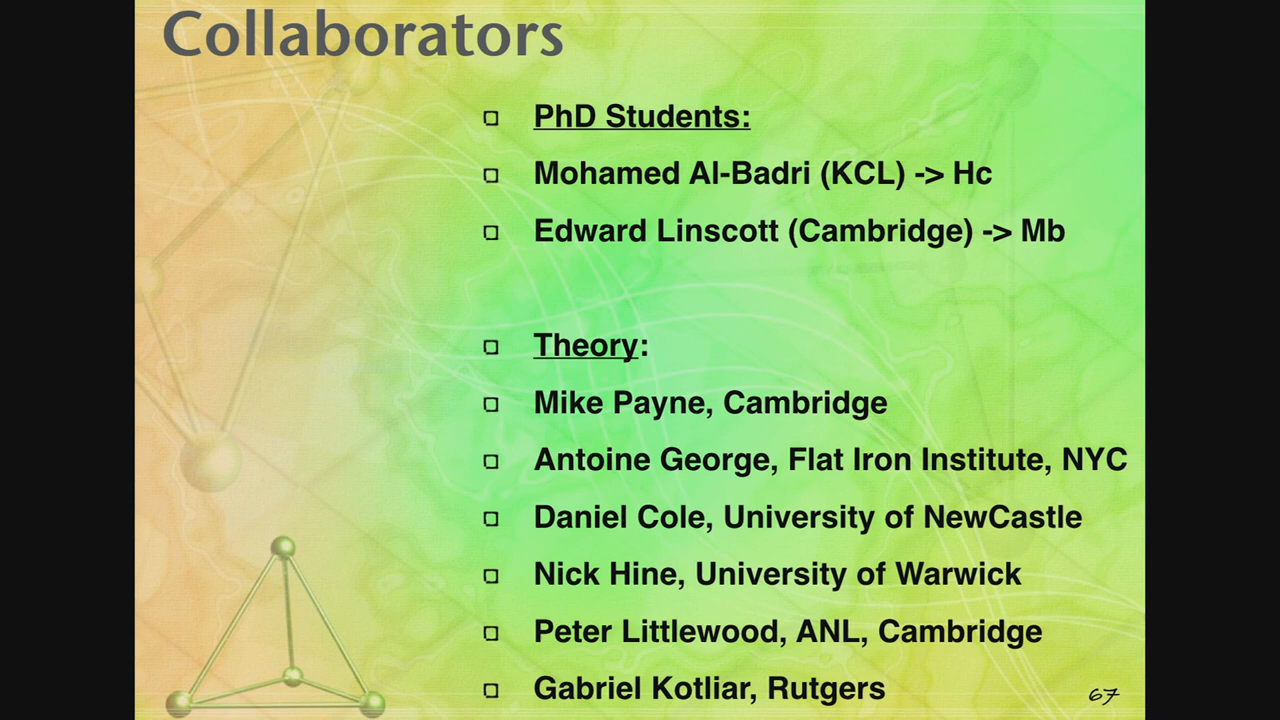 Collaborators
PhD Students:
Mohamed Al-Badri (KCL) -> Hc
Edward Linscott (Cambridge) -> Mb
Theory:
Mike Payne, Cambridge
Antoine George, Flat Iron Institute, NYC
Daniel Cole, University of NewCastle
Nick Hine, University of Warwick
Peter Littlewood, ANL, Cambridge
Gabriel Kotliar, Rutgers
67